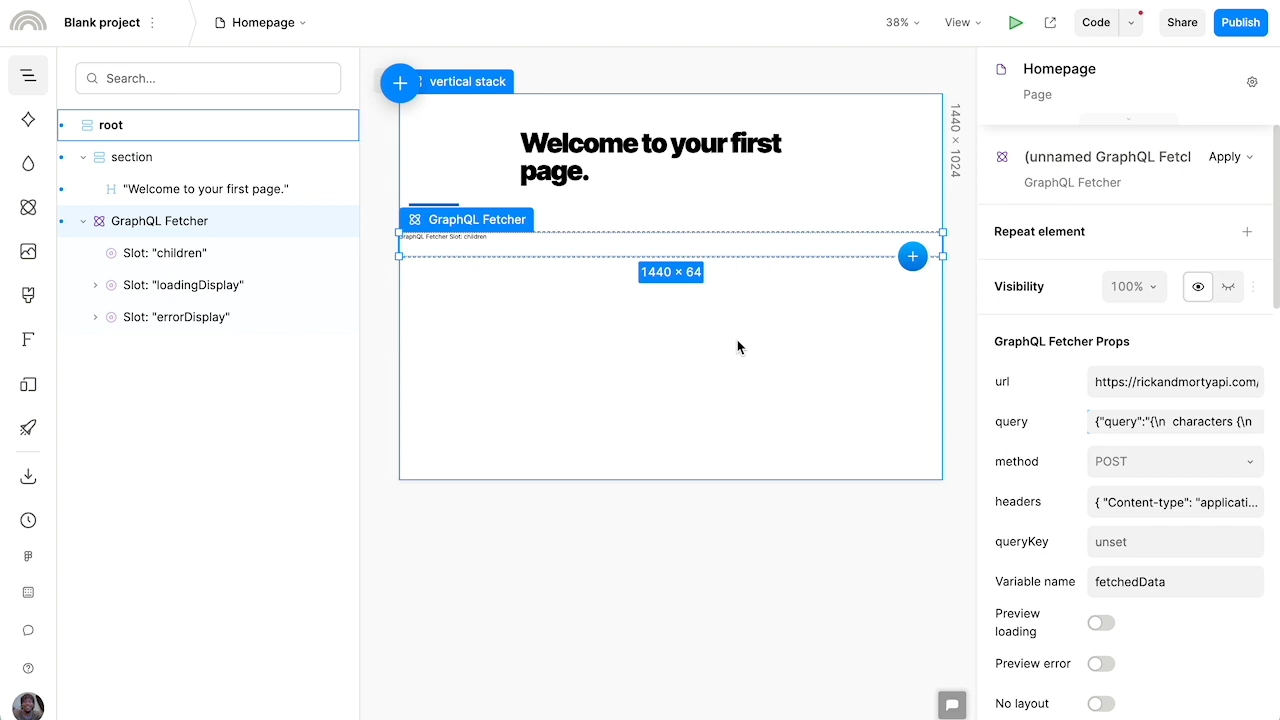 Blank project
Homepage
38%
View
Code
Share
Publish
Search...
root
section
"Welcome to your first page."
GraphQL Fetcher
Slot: "children"
Slot: "loadingDisplay"
Slot: "errorDisplay"
vertical stack
1440 × 1024
Welcome to your first
page.
GraphQL Fetcher
GraphQL Fetcher Slot: children
1440 × 64
Homepage
Page
(unnamed GraphQL Fetcl
Apply
GraphQL Fetcher
Repeat element
Visibility
100%
GraphQL Fetcher Props
url
https://rickandmortyapi.com/
query
{"query":"{\n characters {\n
method
POST
headers
{ "Content-type": "applicati...
queryKey
unset
Variable name
fetchedData
Preview
loading
Preview error
No layout